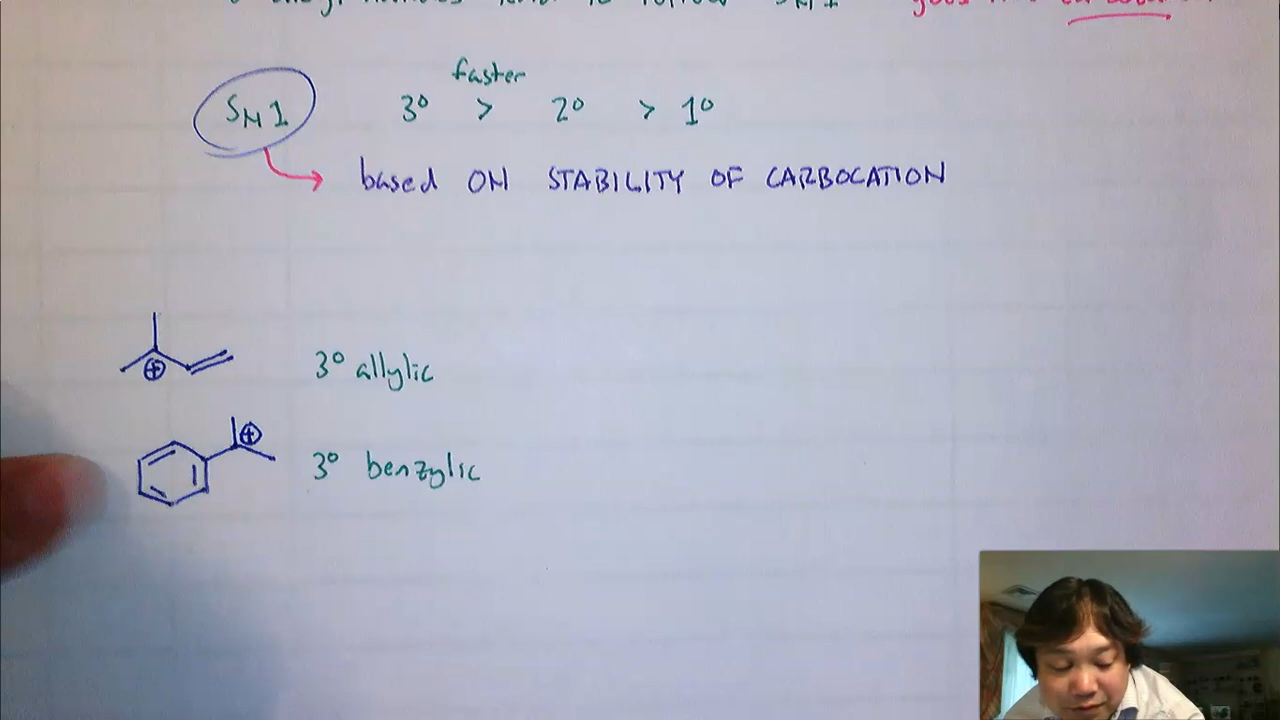 SN1 3° > faster 2° > 1°
based ON STABILITY OF CARBOCATION
⊕ 3° allylic
⊕ 3° benzylic